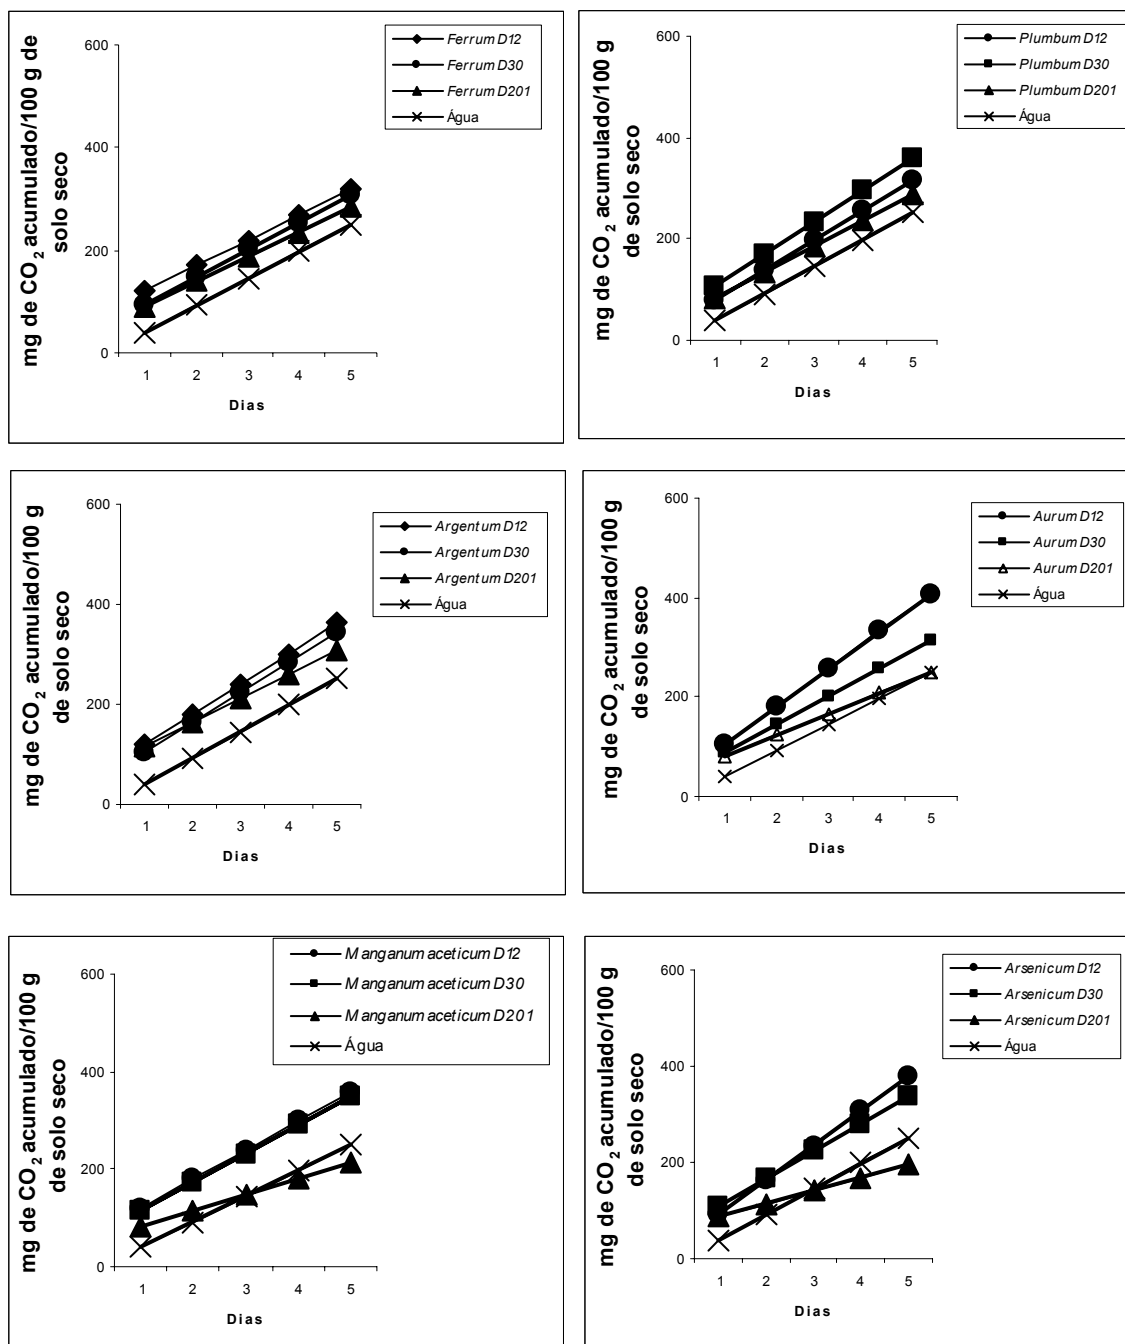 mg de CO2 acumulado/100 g de
solo seco
600
400
200
0
1 2 3 4 5
Dias
Ferrum D12
Ferrum D30
Ferrum D201
Água
mg de CO2 acumulado/100 g
de solo seco
600
400
200
0
1 2 3 4 5
Dias
Plumbum D12
Plumbum D30
Plumbum D201
Água
mg de CO2 acumulado/100 g
de solo seco
600
400
200
0
1 2 3 4 5
Dias
Argentum D12
Argentum D30
Argentum D201
Água
mg de CO2 acumulado/100 g
de solo seco
600
400
200
0
1 2 3 4 5
Dias
Aurum D12
Aurum D30
Aurum D201
Água
mg de CO2 acumulado/100 g
de solo seco
600
400
200
0
1 2 3 4 5
Dias
Manganum aceticum D12
Manganum aceticum D30
Manganum aceticum D201
Água
mg de CO2 acumulado/100 g
de solo seco
600
400
200
0
1 2 3 4 5
Dias
Arsenicum D12
Arsenicum D30
Arsenicum D201
Água